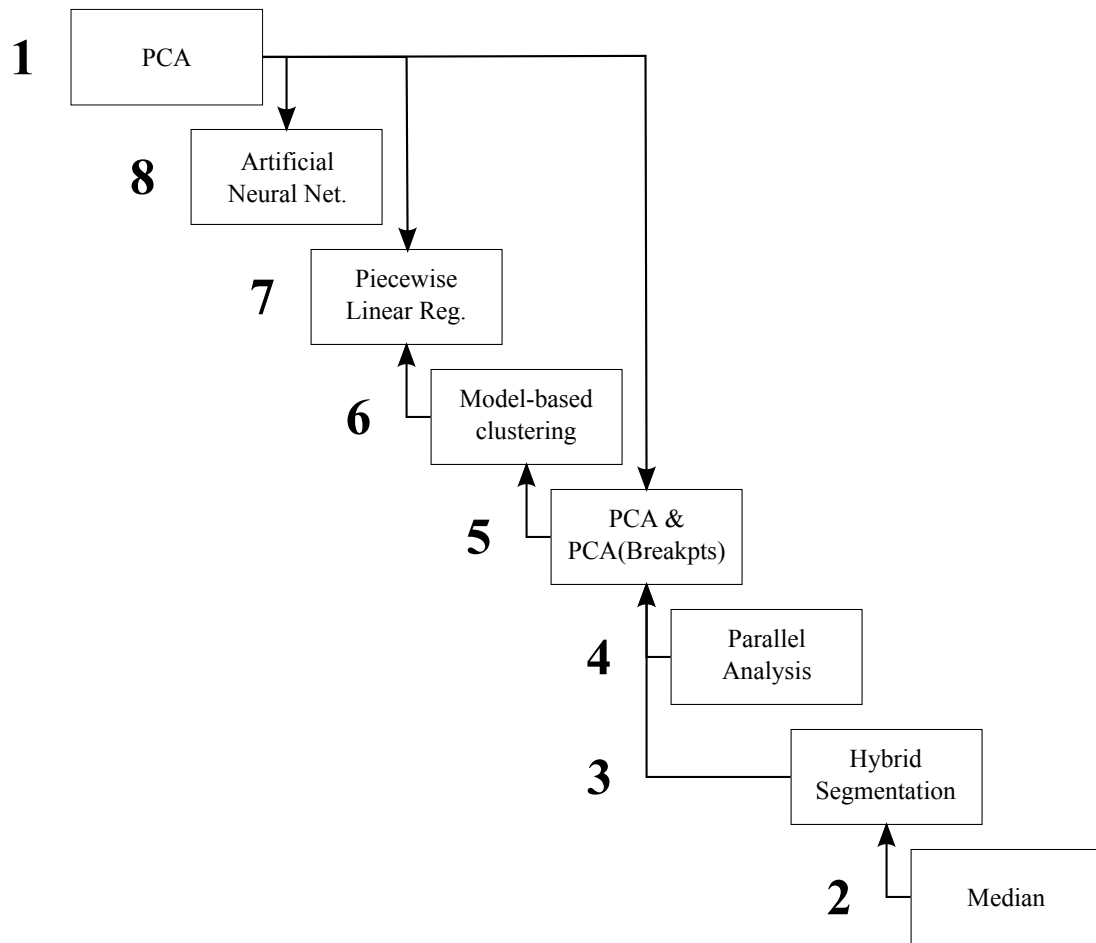 1
PCA
8
Artificial
Neural Net.
7
Piecewise
Linear Reg.
6
Model-based
clustering
5
PCA &
PCA(Breakpts)
4
Parallel
Analysis
3
Hybrid
Segmentation
2
Median